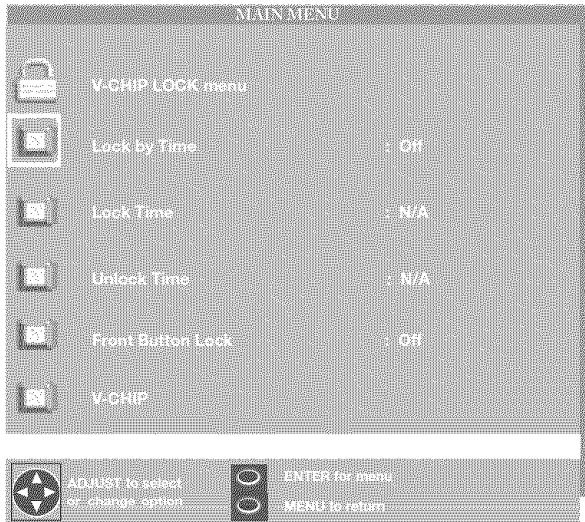 MAIN MENU
V-CHIP LOCK menu
Lock by Time : Off
Lock Time : N/A
Unlock Time : N/A
Front Button Lock : Off
V-CHIP
ADJUST to select
or change option
ENTER for menu
MENU to return